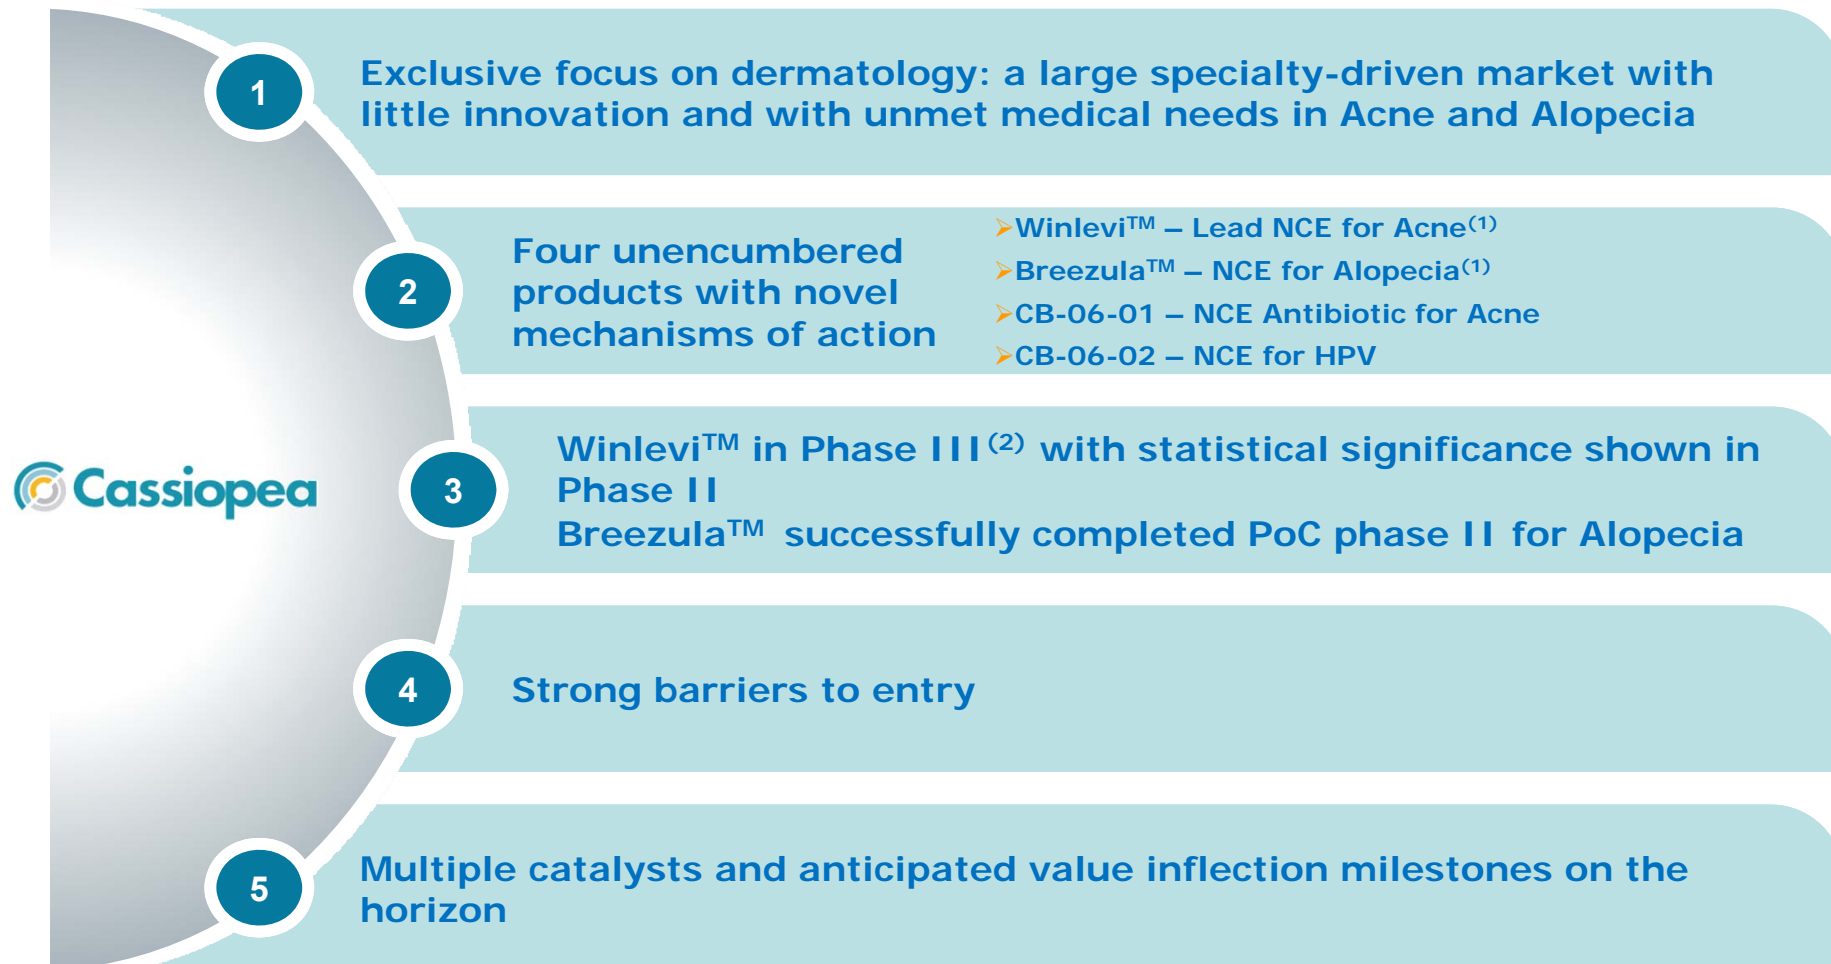 1
Exclusive focus on dermatology: a large specialty-driven market with
little innovation and with unmet medical needs in Acne and Alopecia
2
Four unencumbered
products with novel
mechanisms of action
➢Winlevi™ – Lead NCE for Acne(1)
➢Breezula™ – NCE for Alopecia(1)
➢CB-06-01 – NCE Antibiotic for Acne
➢CB-06-02 – NCE for HPV
Cassiopea
3
Winlevi™ in Phase III(2) with statistical significance shown in
Phase II
Breezula™ successfully completed PoC phase II for Alopecia
4
Strong barriers to entry
5
Multiple catalysts and anticipated value inflection milestones on the
horizon